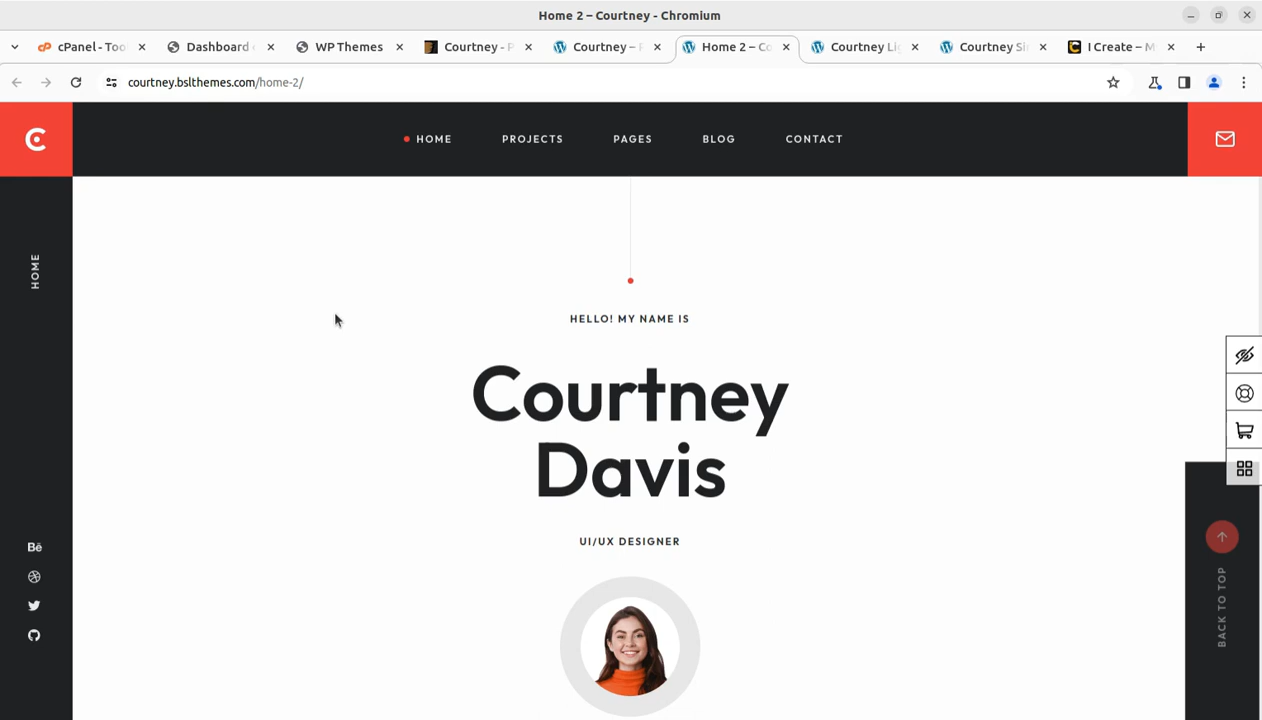 Home 2 – Courtney - Chromium
cPanel - Too
Dashboard
WP Themes
Courtney - P
Courtney –
Home 2 – Co
Courtney Li
Courtney Si
I Create – M
courtney.bslthemes.com/home-2/
HOME
PROJECTS
PAGES
BLOG
CONTACT
HOME
HELLO! MY NAME IS
Courtney
Davis
UI/UX DESIGNER
Bē
BACK TO TOP